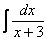 ∫ dx/(x+3)